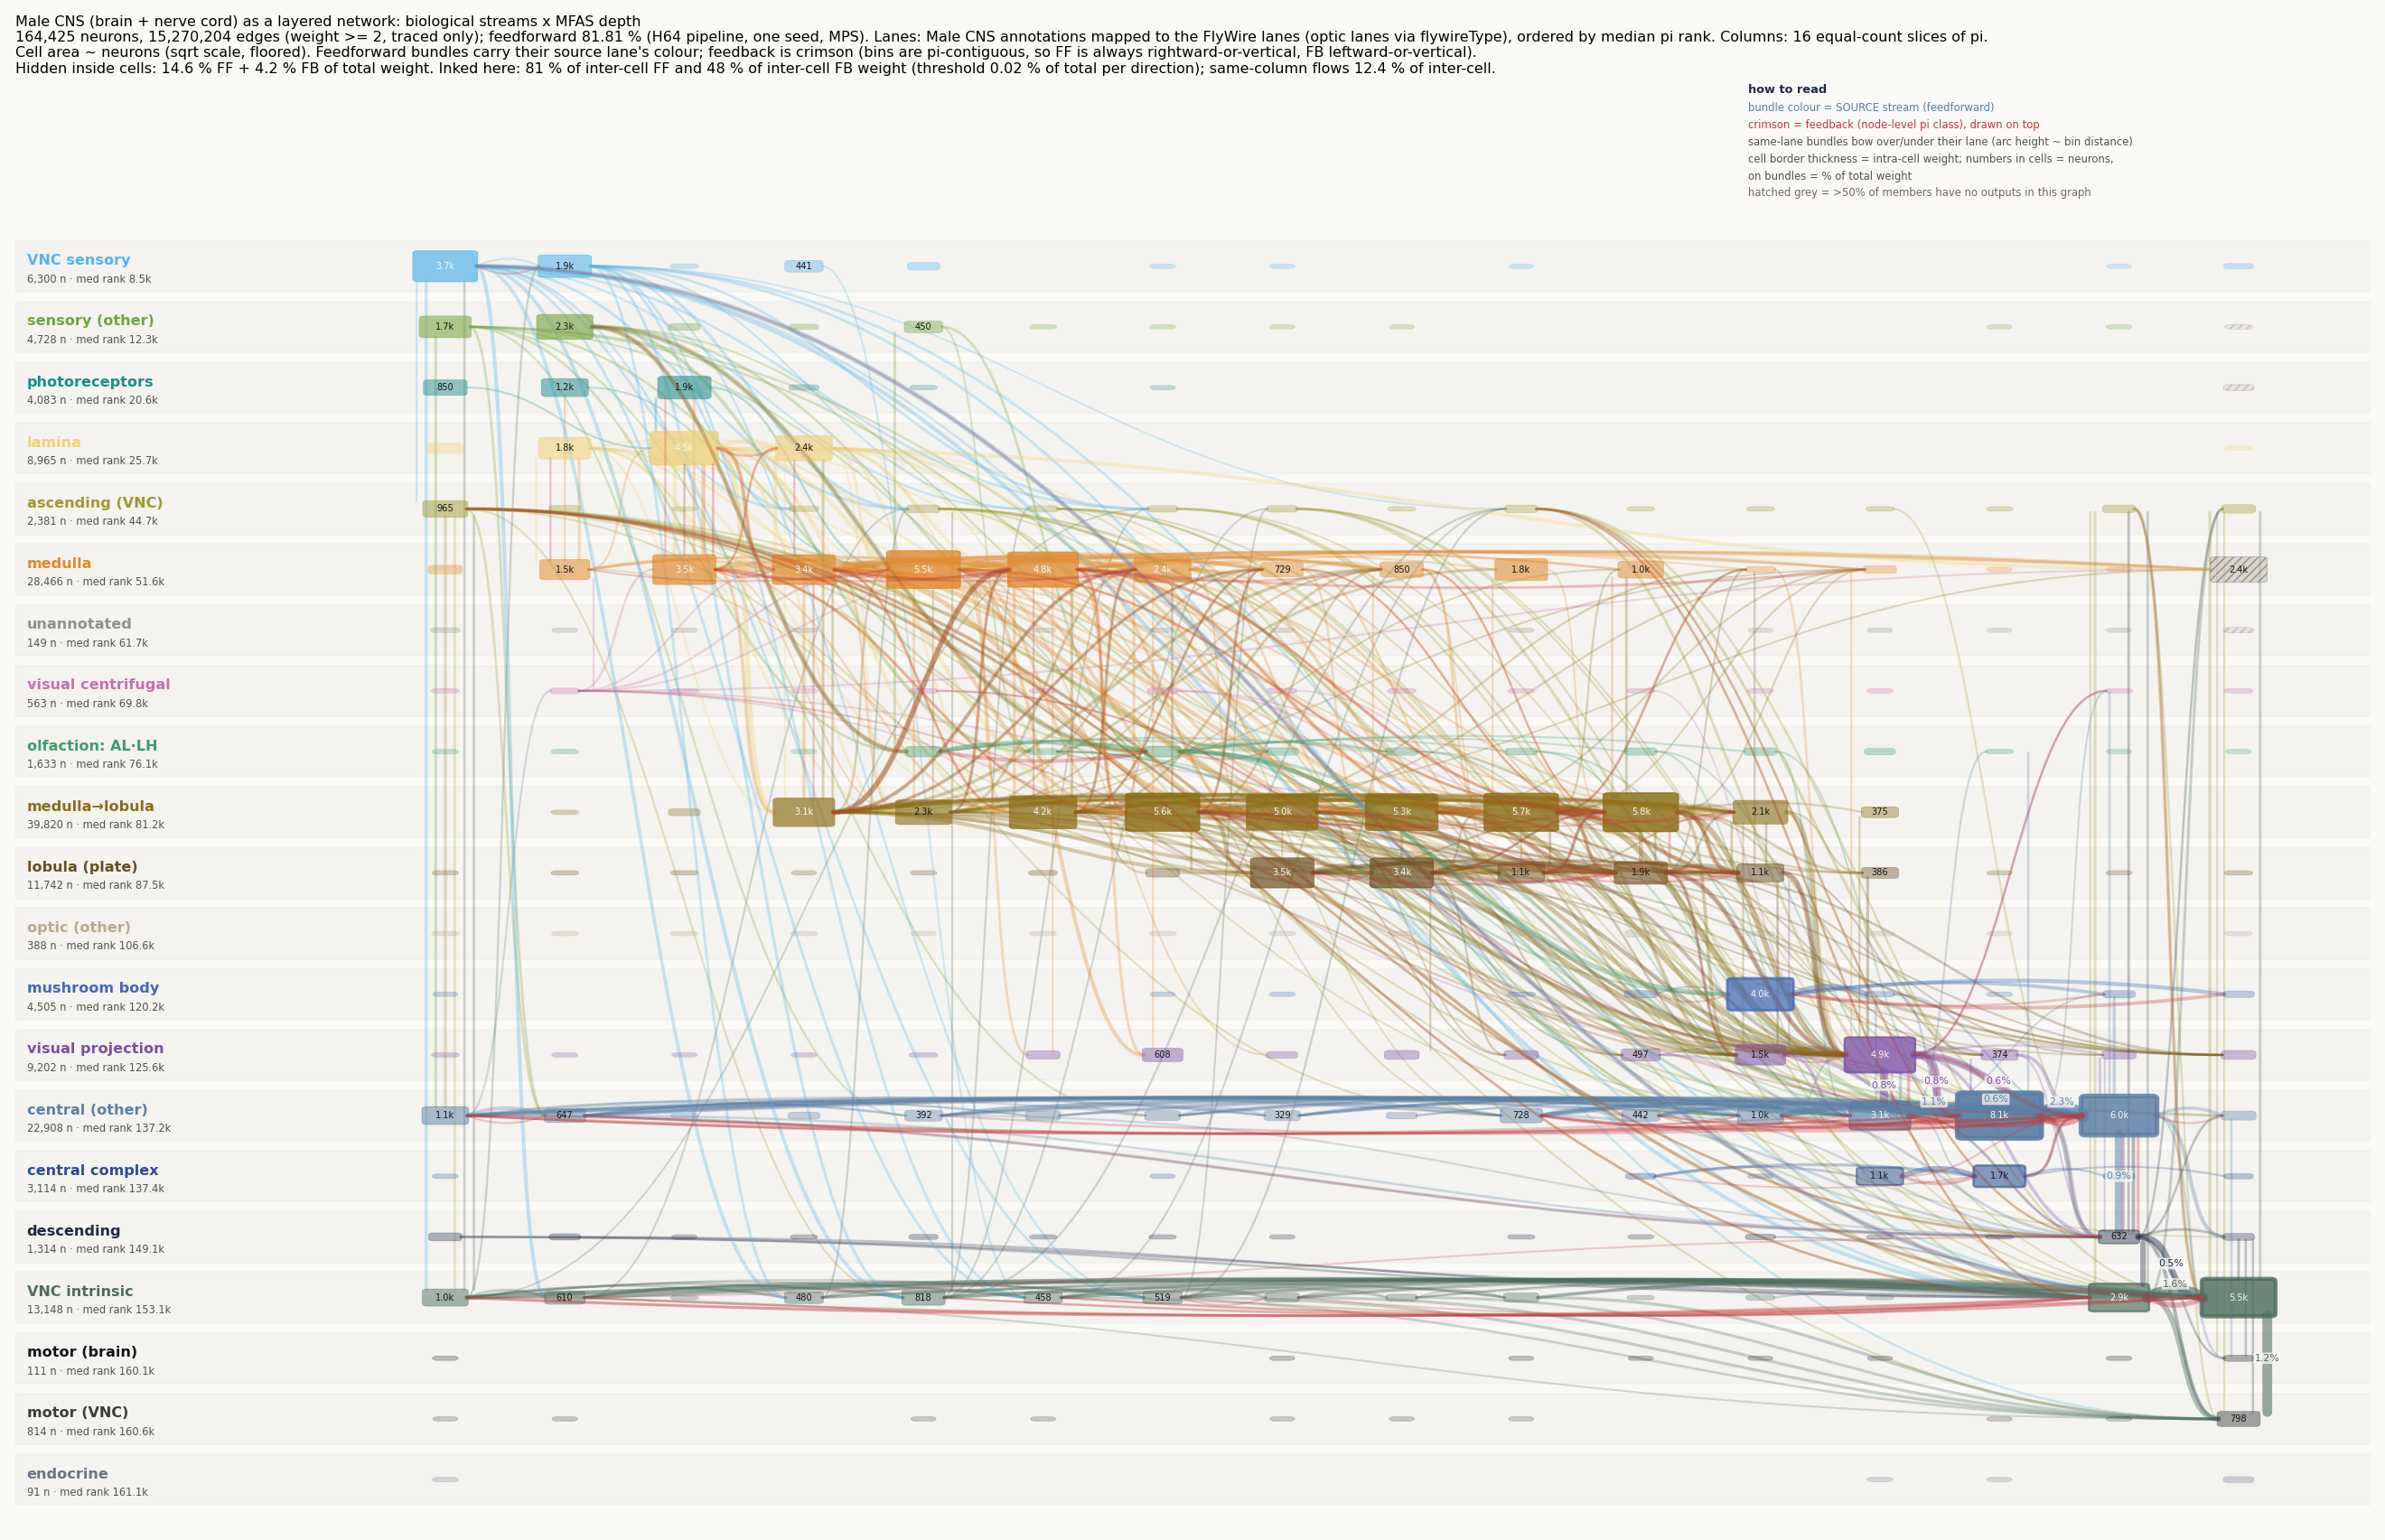 Male CNS (brain + nerve cord) as a layered network: biological streams x MFAS depth
164,425 neurons, 15,270,204 edges (weight >= 2, traced only); feedforward 81.81 % (H64 pipeline, one seed, MPS). Lanes: Male CNS annotations mapped to the FlyWire lanes (optic lanes via flywireType), ordered by median pi rank. Columns: 16 equal-count slices of pi.
Cell area ~ neurons (sqrt scale, floored). Feedforward bundles carry their source lane's colour; feedback is crimson (bins are pi-contiguous, so FF is always rightward-or-vertical, FB leftward-or-vertical).
Hidden inside cells: 14.6 % FF + 4.2 % FB of total weight. Inked here: 81 % of inter-cell FF and 48 % of inter-cell FB weight (threshold 0.02 % of total per direction); same-column flows 12.4 % of inter-cell.
how to read
bundle colour = SOURCE stream (feedforward)
crimson = feedback (node-level pi class), drawn on top
same-lane bundles bow over/under their lane (arc height ~ bin distance)
cell border thickness = intra-cell weight; numbers in cells = neurons,
on bundles = % of total weight
hatched grey = >50% of members have no outputs in this graph
VNC sensory
6,300 n · med rank 8.5k
3.7k 1.9k 441
sensory (other)
4,728 n · med rank 12.3k
1.7k 2.3k 450
photoreceptors
4,083 n · med rank 20.6k
850 1.2k 1.9k
lamina
8,965 n · med rank 25.7k
1.8k 4.5k 2.4k
ascending (VNC)
2,381 n · med rank 44.7k
965
medulla
28,466 n · med rank 51.6k
1.5k 3.5k 3.4k 5.5k 4.8k 2.4k 729 850 1.8k 1.0k 2.4k
unannotated
149 n · med rank 61.7k
visual centrifugal
563 n · med rank 69.8k
olfaction: AL·LH
1,633 n · med rank 76.1k
medulla→lobula
39,820 n · med rank 81.2k
3.1k 2.3k 4.2k 5.6k 5.0k 5.3k 5.7k 5.8k 2.1k 375
lobula (plate)
11,742 n · med rank 87.5k
3.5k 3.4k 1.1k 1.9k 1.1k 386
optic (other)
388 n · med rank 106.6k
mushroom body
4,505 n · med rank 120.2k
4.0k
visual projection
9,202 n · med rank 125.6k
608 497 1.5k 4.9k 374
0.8% 0.8% 0.6%
central (other)
22,908 n · med rank 137.2k
1.1k 647 392 329 728 442 1.0k 3.1k 1.1% 8.1k 0.6% 2.3% 6.0k
central complex
3,114 n · med rank 137.4k
1.1k 1.7k 0.9%
descending
1,314 n · med rank 149.1k
632
0.5%
VNC intrinsic
13,148 n · med rank 153.1k
1.0k 610 480 818 458 519 2.9k 1.6% 5.5k
motor (brain)
111 n · med rank 160.1k
1.2%
motor (VNC)
814 n · med rank 160.6k
798
endocrine
91 n · med rank 161.1k